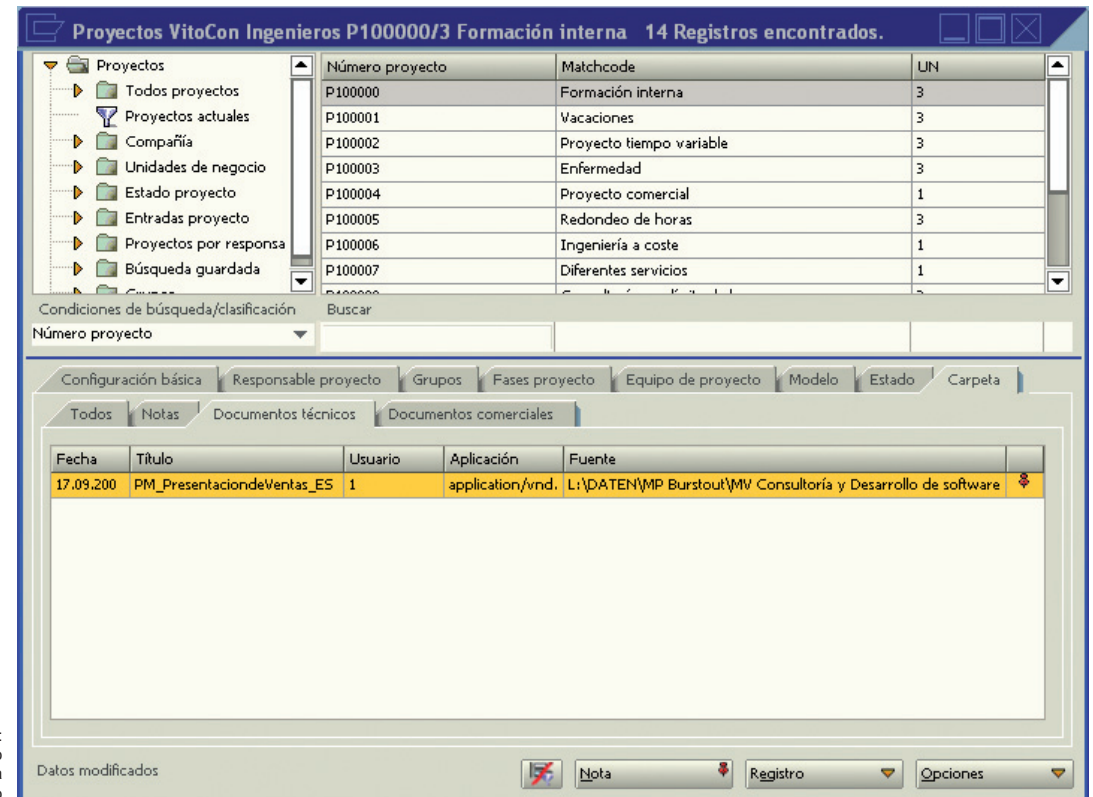 Proyectos VitoCon Ingenieros P100000/3 Formación interna 14 Registros encontrados.
Proyectos
Todos proyectos
Proyectos actuales
Compañía
Unidades de negocio
Estado proyecto
Entradas proyecto
Proyectos por responsa
Búsqueda guardada
Número proyecto Matchcode UN
P100000 Formación interna 3
P100001 Vacaciones 3
P100002 Proyecto tiempo variable 3
P100003 Enfermedad 3
P100004 Proyecto comercial 1
P100005 Redondeo de horas 3
P100006 Ingeniería a coste 1
P100007 Diferentes servicios 1
Condiciones de búsqueda/clasificación Buscar
Número proyecto
Configuración básica Responsable proyecto Grupos Fases proyecto Equipo de proyecto Modelo Estado Carpeta
Todos Notas Documentos técnicos Documentos comerciales
Fecha Título Usuario Aplicación Fuente
17.09.200 PM_PresentaciondeVentas_ES 1 application/vnd. L:\DATEN\MP Burstout\MV Consultoría y Desarrollo de software
Datos modificados Nota Registro Opciones